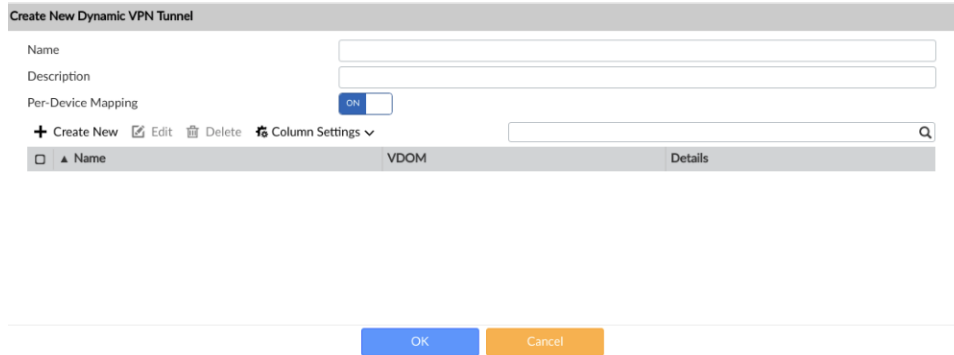 Create New Dynamic VPN Tunnel
Name
Description
Per-Device Mapping ON
Create New Edit Delete Column Settings
Name VDOM Details
OK Cancel